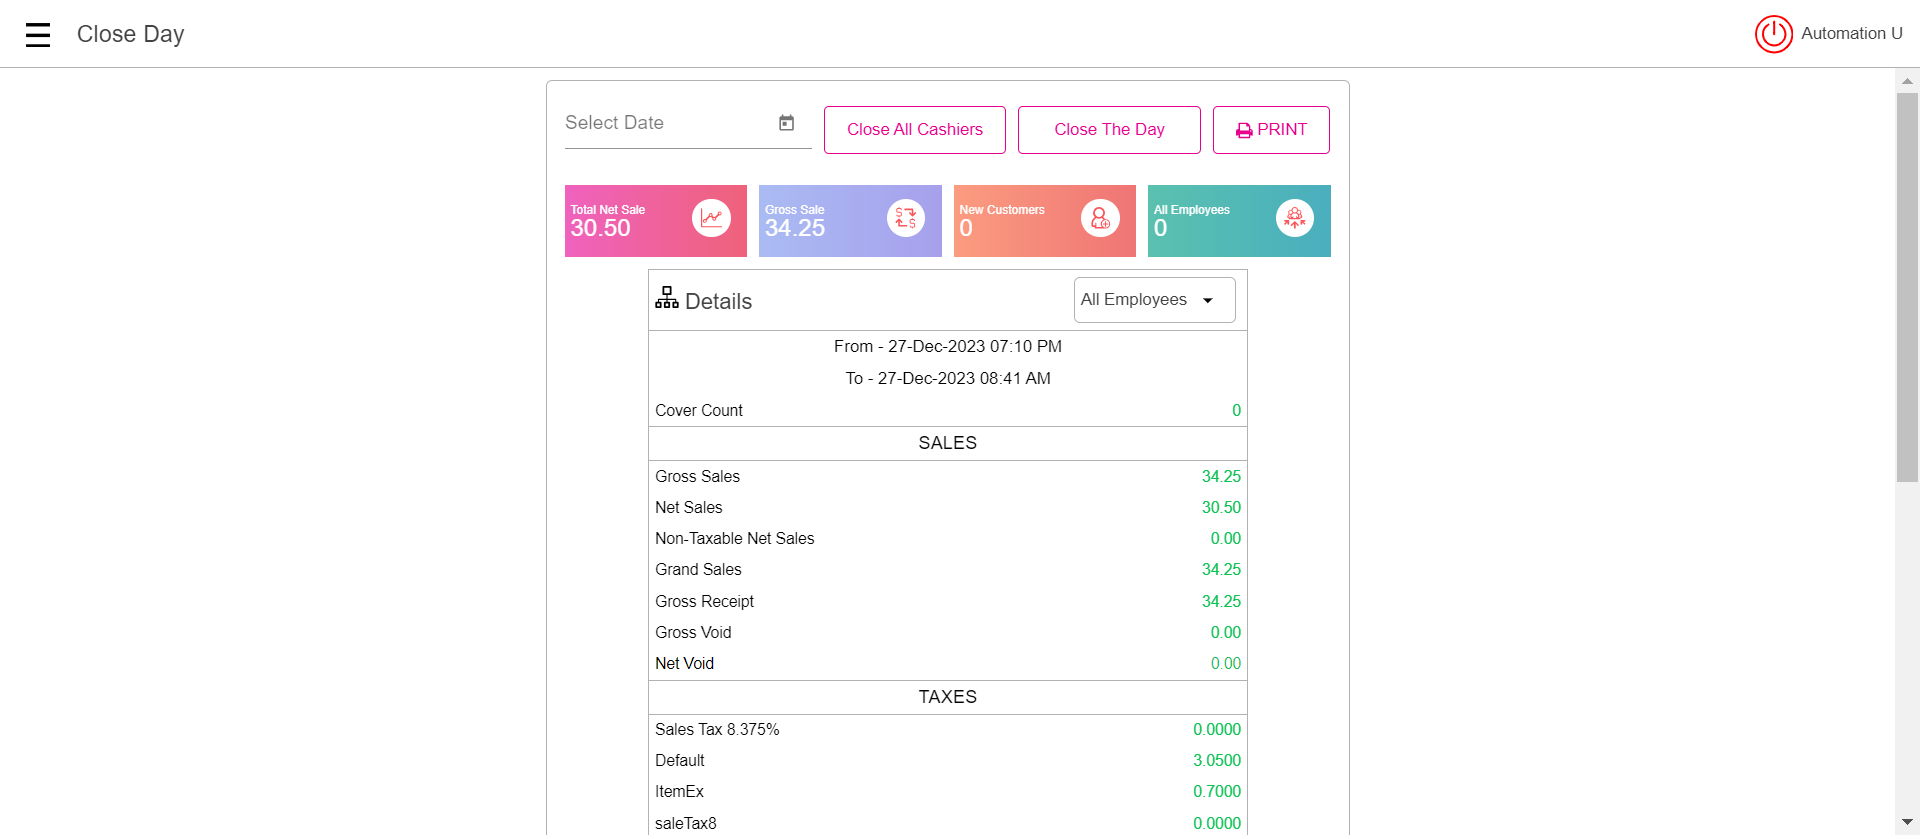 Close Day
Automation U
Select Date
Close All Cashiers
Close The Day
PRINT
Total Net Sale
30.50
Gross Sale
34.25
New Customers
0
All Employees
0
Details
All Employees
From - 27-Dec-2023 07:10 PM
To - 27-Dec-2023 08:41 AM
Cover Count 0
SALES
Gross Sales 34.25
Net Sales 30.50
Non-Taxable Net Sales 0.00
Grand Sales 34.25
Gross Receipt 34.25
Gross Void 0.00
Net Void 0.00
TAXES
Sales Tax 8.375% 0.0000
Default 3.0500
ItemEx 0.7000
saleTax8 0.0000